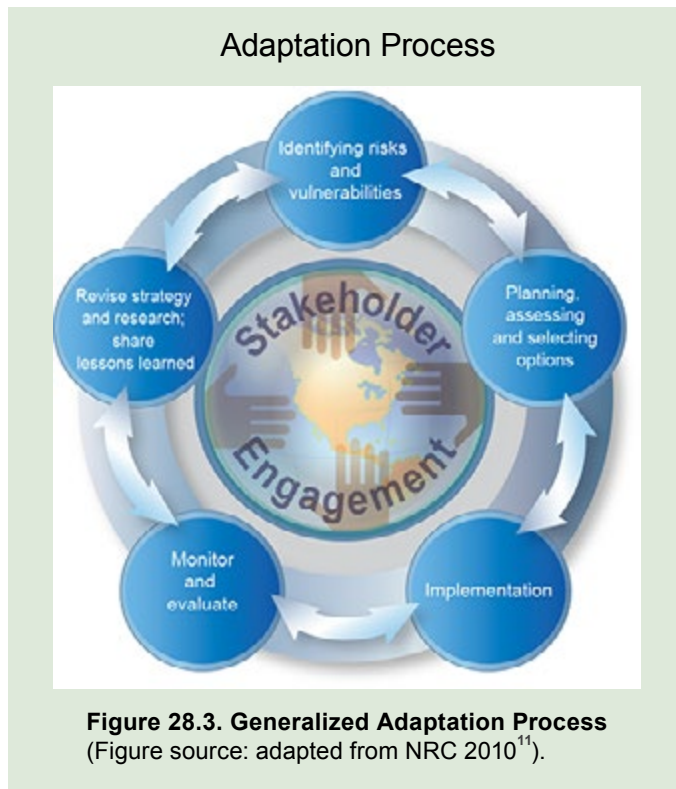 Adaptation Process
Identifying risks
and
vulnerabilities
Planning,
assessing
and selecting
options
Implementation
Monitor
and
evaluate
Revise strategy
and research;
share
lessons learned
Stakeholder
Engagement
Figure 28.3. Generalized Adaptation Process
(Figure source: adapted from NRC 2010¹¹).